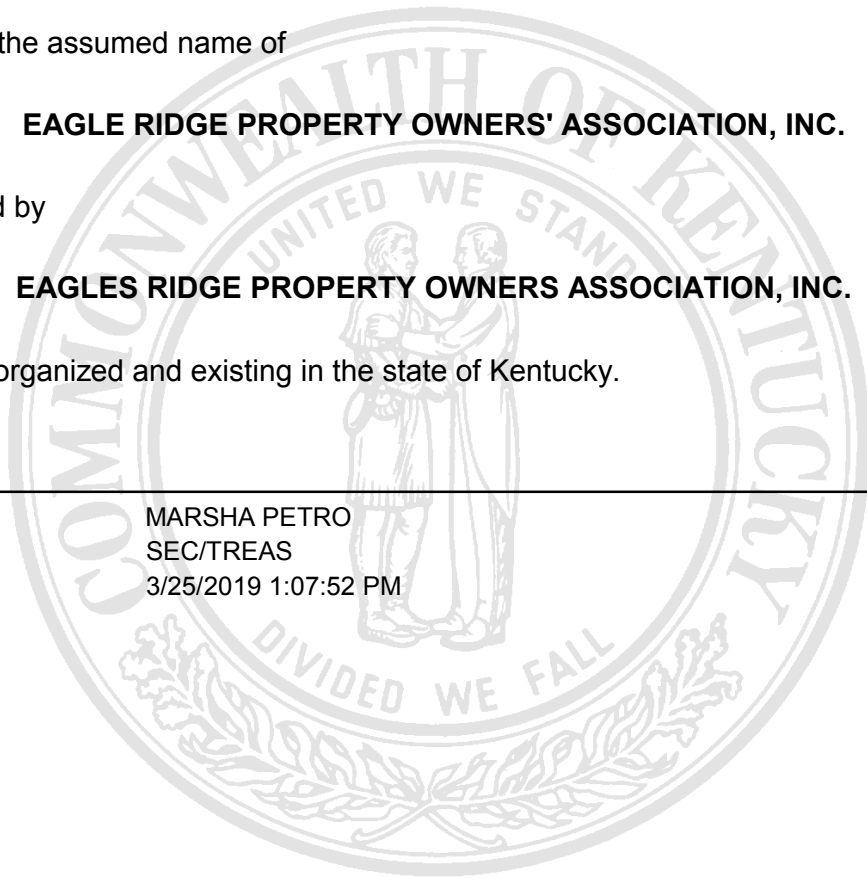 the assumed name of
EAGLE RIDGE PROPERTY OWNERS' ASSOCIATION, INC.
d by
EAGLES RIDGE PROPERTY OWNERS ASSOCIATION, INC.
organized and existing in the state of Kentucky.
MARSHA PETRO
SEC/TREAS
3/25/2019 1:07:52 PM
COMMONWEALTH OF KENTUCKY
UNITED WE STAND
DIVIDED WE FALL